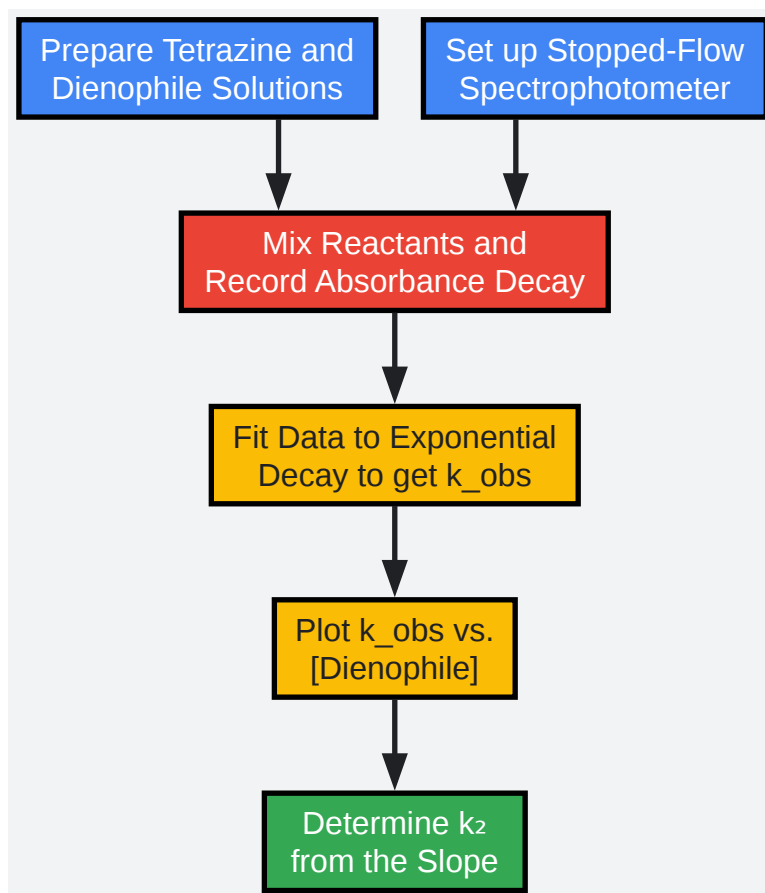 Prepare Tetrazine and
Dienophile Solutions
Set up Stopped-Flow
Spectrophotometer
Mix Reactants and
Record Absorbance Decay
Fit Data to Exponential
Decay to get k_obs
Plot k_obs vs.
[Dienophile]
Determine k₂
from the Slope